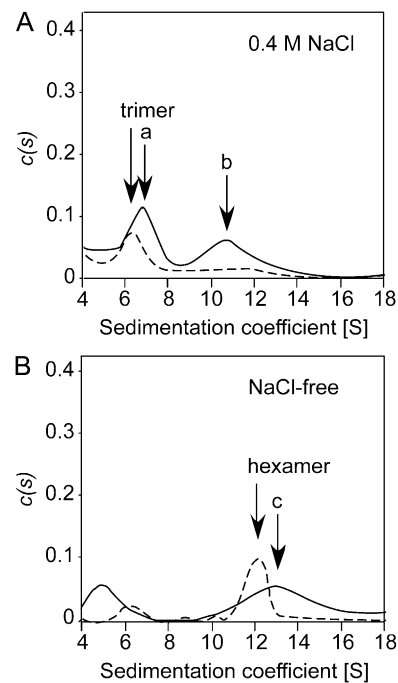 A
0.4 M NaCl
trimer
a
b
c(s)
0.4
0.3
0.2
0.1
0
4 6 8 10 12 14 16 18
Sedimentation coefficient [S]
B
NaCl-free
hexamer
c
c(s)
0.4
0.3
0.2
0.1
0
4 6 8 10 12 14 16 18
Sedimentation coefficient [S]